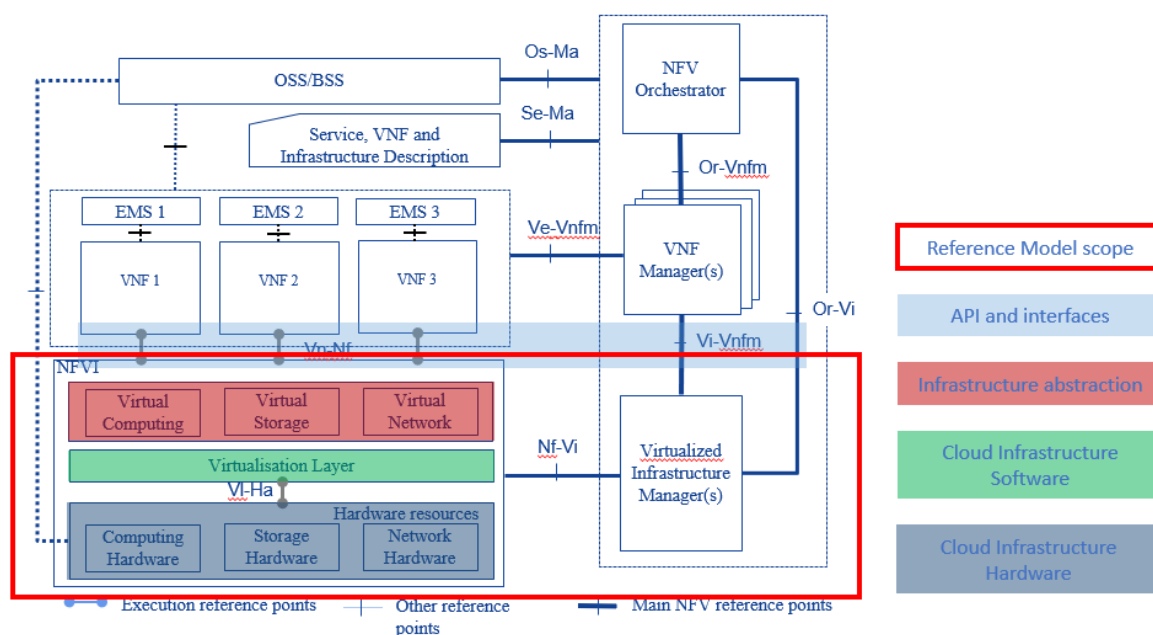 Os-Ma
OSS/BSS
NFV
Orchestrator
Se-Ma
Service, VNF and
Infrastructure Description
Or-Vnfm
EMS 1
EMS 2
EMS 3
Ve-Vnfm
VNF
Manager(s)
VNF 1
VNF 2
VNF 3
Reference Model scope
API and interfaces
Or-Vi
Vn-Nf
Vi-Vnfm
NFVI
Virtual
Computing
Virtual
Storage
Virtual
Network
Infrastructure abstraction
Virtualisation Layer
Nf-Vi
Virtualized
Infrastructure
Manager(s)
Cloud Infrastructure
Software
Vl-Ha
Hardware resources
Computing
Hardware
Storage
Hardware
Network
Hardware
Cloud Infrastructure
Hardware
Execution reference points
Other reference
points
Main NFV reference points